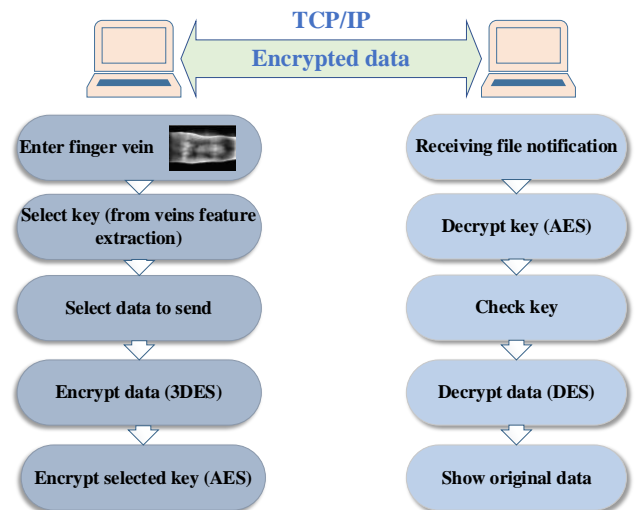 TCP/IP
Encrypted data
Enter finger vein
Select key (from veins feature
extraction)
Select data to send
Encrypt data (3DES)
Encrypt selected key (AES)
Receiving file notification
Decrypt key (AES)
Check key
Decrypt data (DES)
Show original data